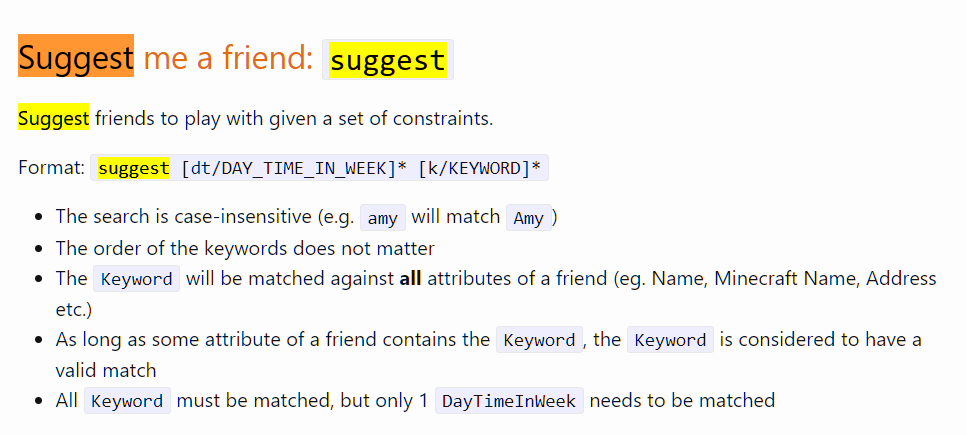 Suggest me a friend: suggest
Suggest friends to play with given a set of constraints.
Format: suggest [dt/DAY_TIME_IN_WEEK]* [k/KEYWORD]*
• The search is case-insensitive (e.g. amy will match Amy)
• The order of the keywords does not matter
• The Keyword will be matched against all attributes of a friend (eg. Name, Minecraft Name, Address
etc.)
• As long as some attribute of a friend contains the Keyword, the Keyword is considered to have a
valid match
• All Keyword must be matched, but only 1 DayTimeInWeek needs to be matched